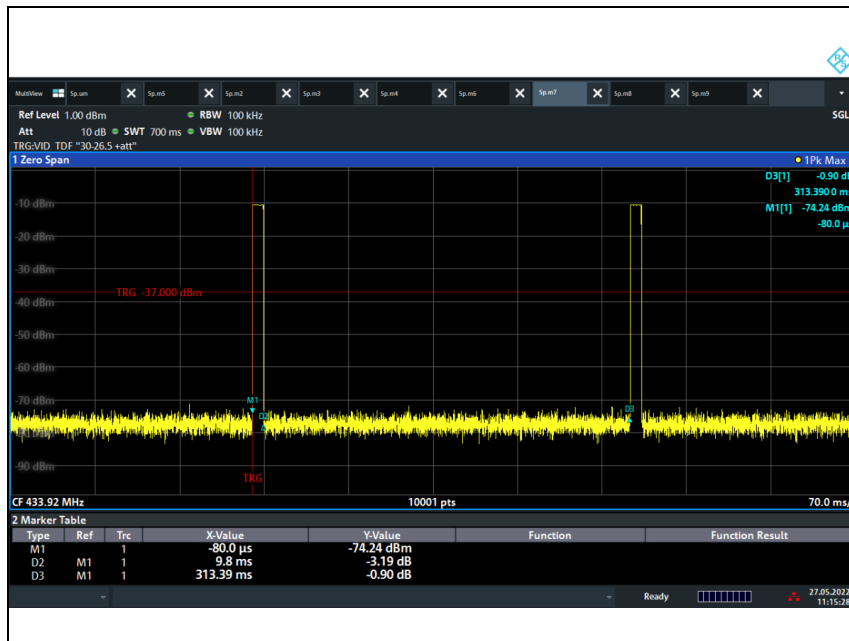 MultiView Sp.um Sp.m5 Sp.m2 Sp.m3 Sp.m4 Sp.m6 Sp.m7 Sp.m8 Sp.m9
Ref Level 1.00 dBm RBW 100 kHz SGL
Att 10 dB SWT 700 ms VBW 100 kHz
TRG:VID TDF "30-26.5 +att"
1 Zero Span 1Pk Max
D3[1] -0.90 dB
313.3900 m
M1[1] -74.24 dBm
-80.0 µs
-10 dBm
-20 dBm
-30 dBm
TRG -37.000 dBm
-40 dBm
-50 dBm
-60 dBm
-70 dBm
M1
D2
D3
-80 dBm
-90 dBm
TRG
CF 433.92 MHz 10001 pts 70.0 ms/
2 Marker Table
Type Ref Trc X-Value Y-Value Function Function Result
M1 1 -80.0 µs -74.24 dBm
D2 M1 1 9.8 ms -3.19 dB
D3 M1 1 313.39 ms -0.90 dB
Ready 27.05.2022
11:15:28